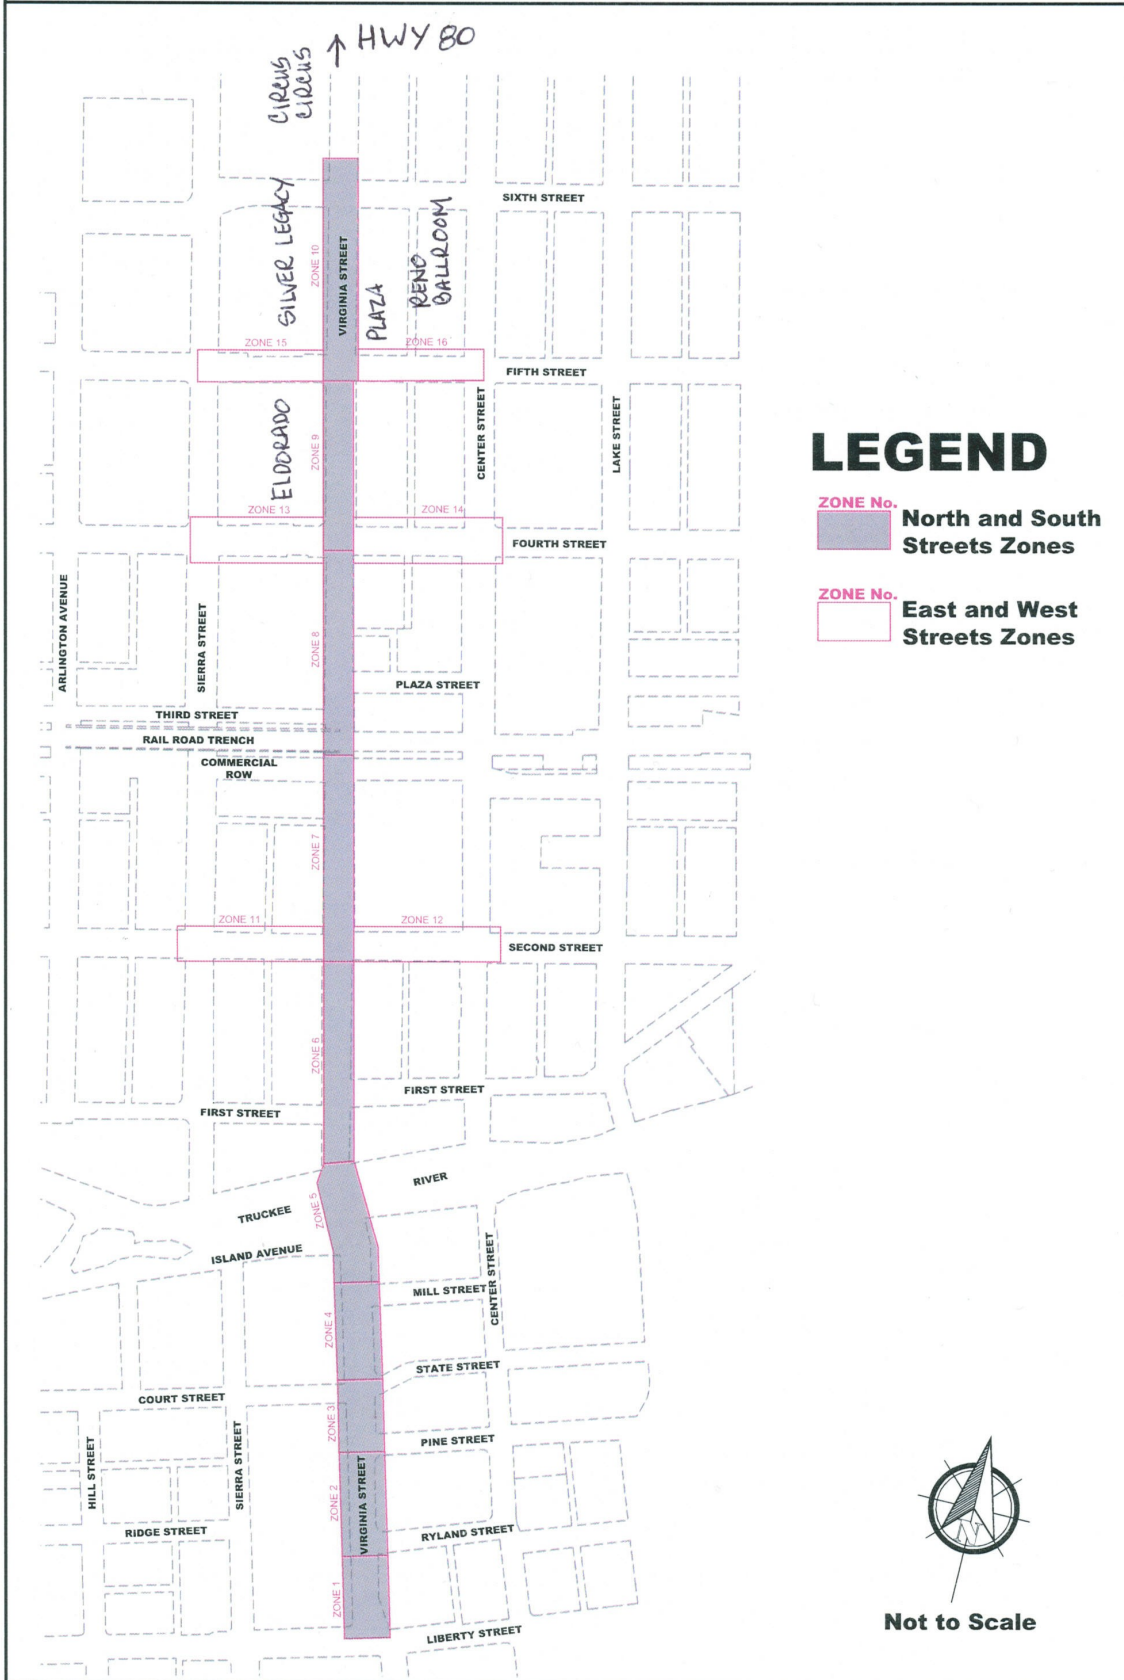 ↑ HWY 80
CIRCUS
CIRCUS
SIXTH STREET
SILVER LEGACY
ZONE 10
VIRGINIA STREET
PLAZA
RENO
BALLROOM
ZONE 15
ZONE 16
FIFTH STREET
ELDORADO
ZONE 9
CENTER STREET
LAKE STREET
ZONE 13
ZONE 14
FOURTH STREET
ARLINGTON AVENUE
SIERRA STREET
ZONE 8
PLAZA STREET
THIRD STREET
RAIL ROAD TRENCH
COMMERCIAL
ROW
ZONE 7
ZONE 11
ZONE 12
SECOND STREET
ZONE 6
FIRST STREET
FIRST STREET
RIVER
TRUCKEE
ZONE 5
ISLAND AVENUE
CENTER STREET
MILL STREET
ZONE 4
STATE STREET
COURT STREET
ZONE 3
PINE STREET
HILL STREET
SIERRA STREET
ZONE 2
VIRGINIA STREET
RIDGE STREET
RYLAND STREET
ZONE 1
LIBERTY STREET
LEGEND
ZONE No.
North and South
Streets Zones
ZONE No.
East and West
Streets Zones
N
Not to Scale